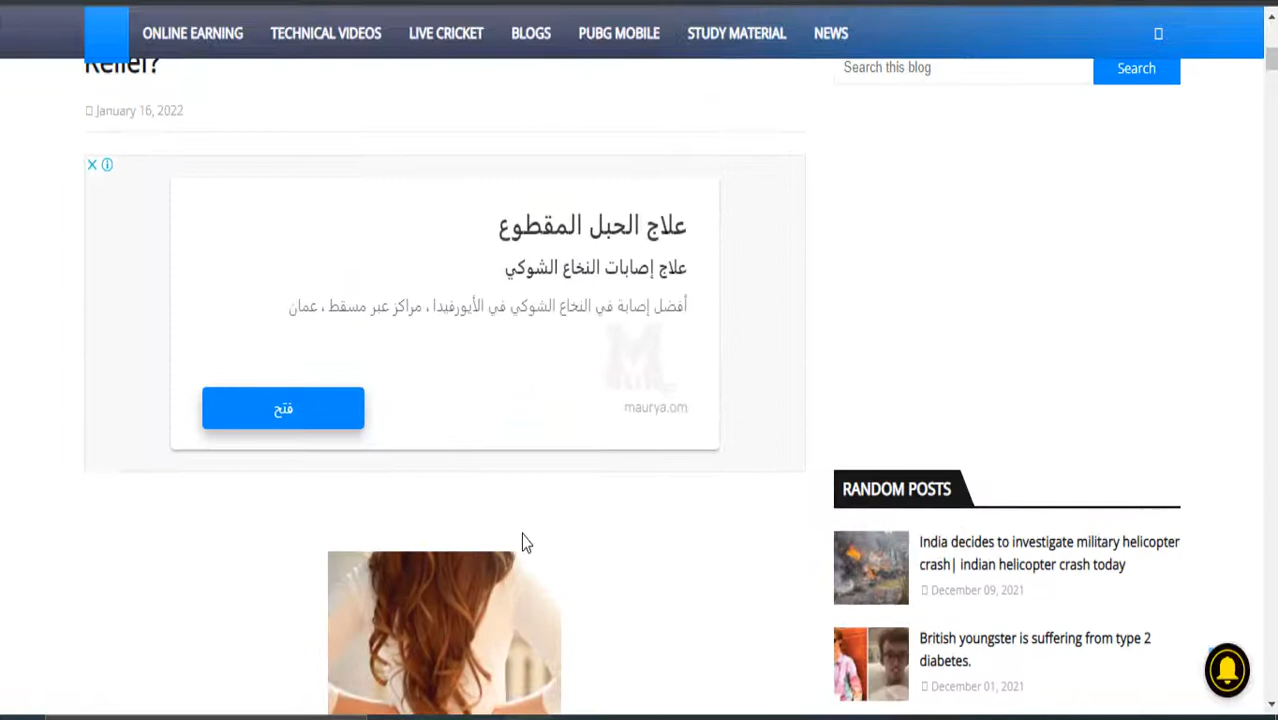 ONLINE EARNING
TECHNICAL VIDEOS
LIVE CRICKET
BLOGS
PUBG MOBILE
STUDY MATERIAL
NEWS
Relief?
January 16, 2022
علاج الحبل المقطوع
علاج إصابات النخاع الشوكي
أفضل إصابة في النخاع الشوكي في الأيورفيدا ، مراكز عبر مسقط ، عمان
فتح
maurya.om
Search this blog
Search
RANDOM POSTS
India decides to investigate military helicopter
crash| indian helicopter crash today
December 09, 2021
British youngster is suffering from type 2
diabetes.
December 01, 2021